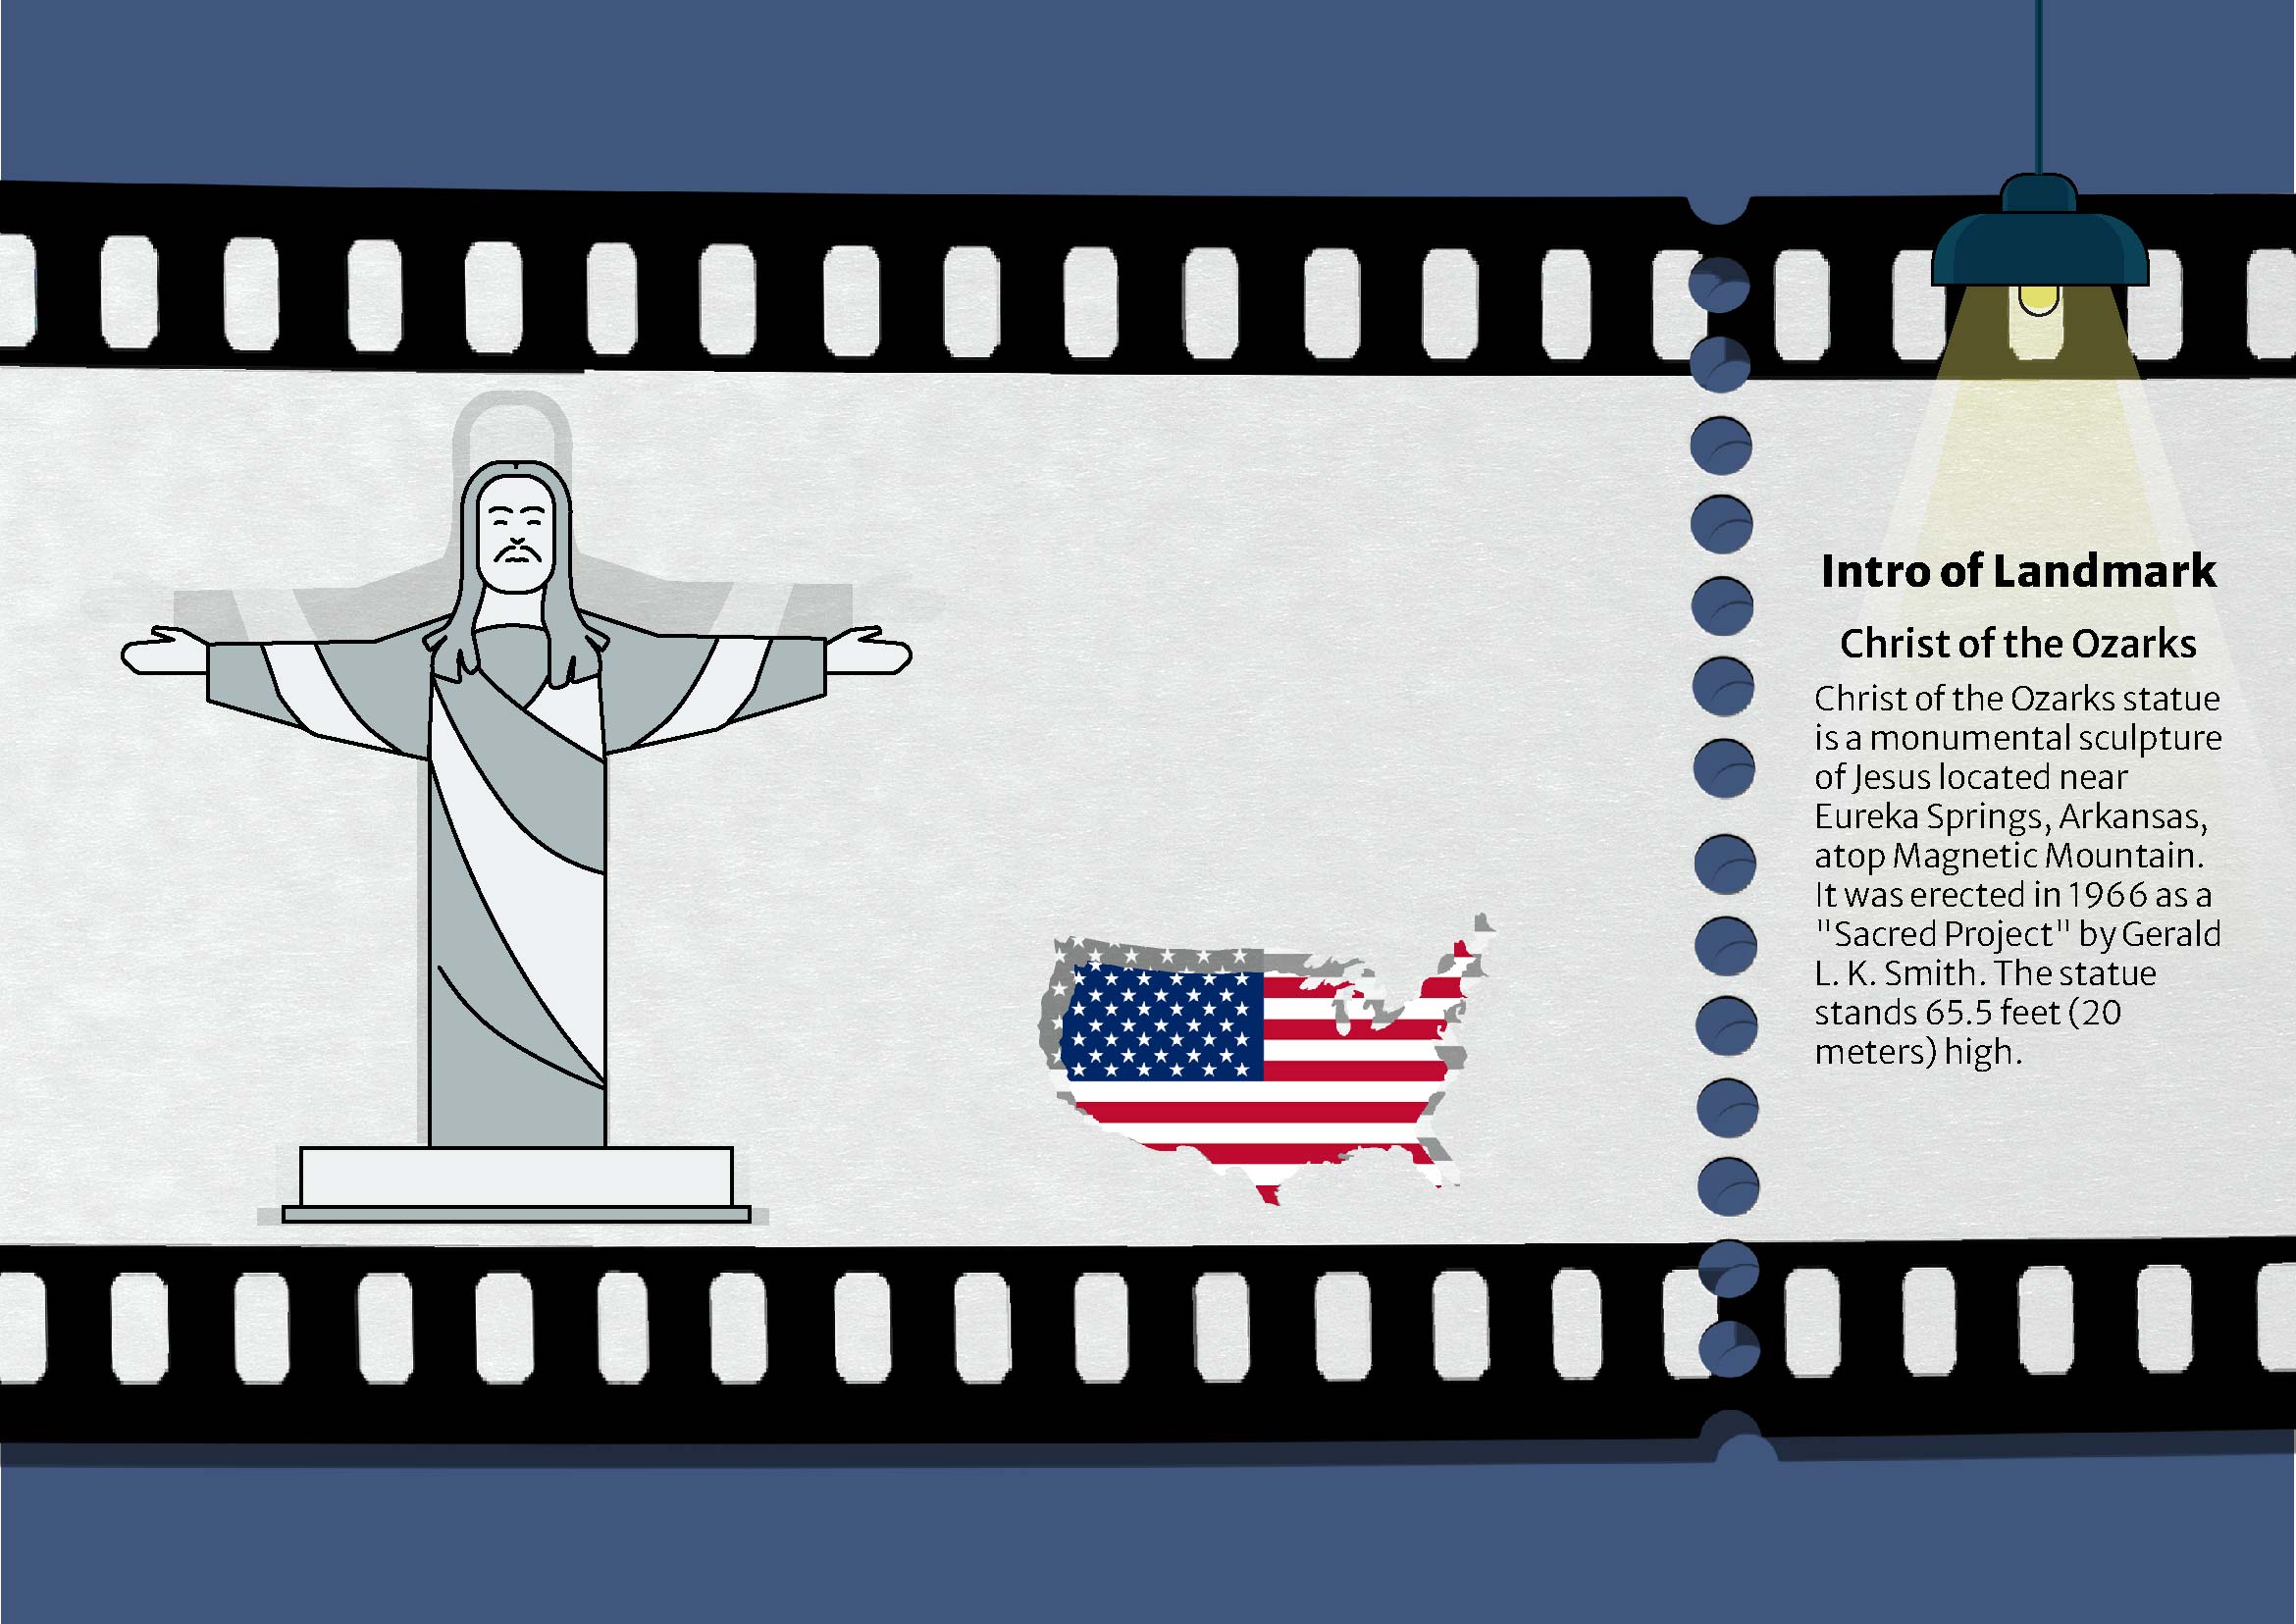 Intro of Landmark
Christ of the Ozarks
Christ of the Ozarks statue
is a monumental sculpture
of Jesus located near
Eureka Springs, Arkansas,
atop Magnetic Mountain.
It was erected in 1966 as a
"Sacred Project" by Gerald
L. K. Smith. The statue
stands 65.5 feet (20
meters) high.